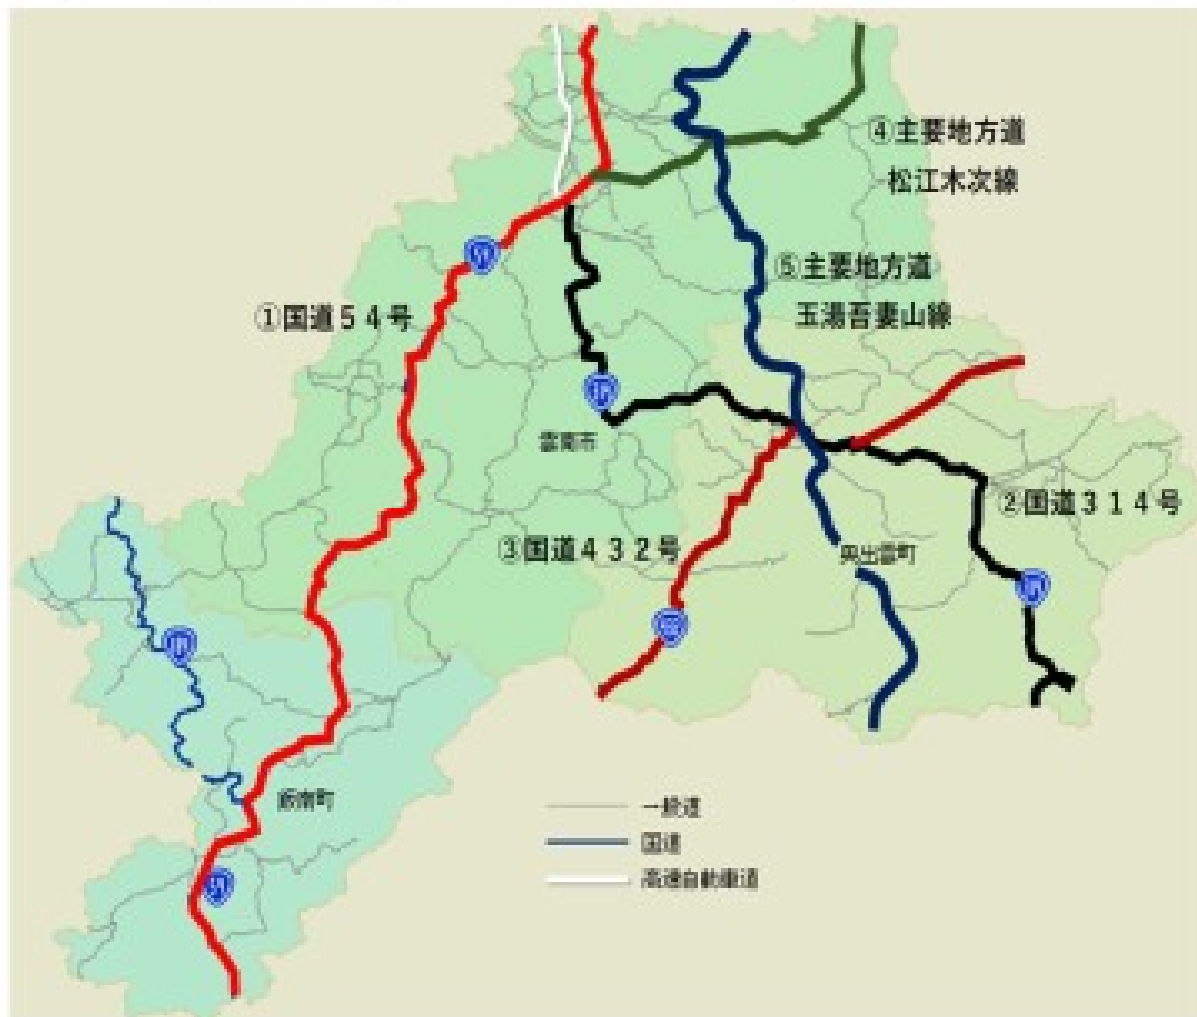 ④主要地方道
松江木次線
⑤主要地方道
玉湯吾妻山線
①国道54号
雲南市
②国道314号
③国道432号
奥出雲町
飯南町
一般道
国道
高速自動車道